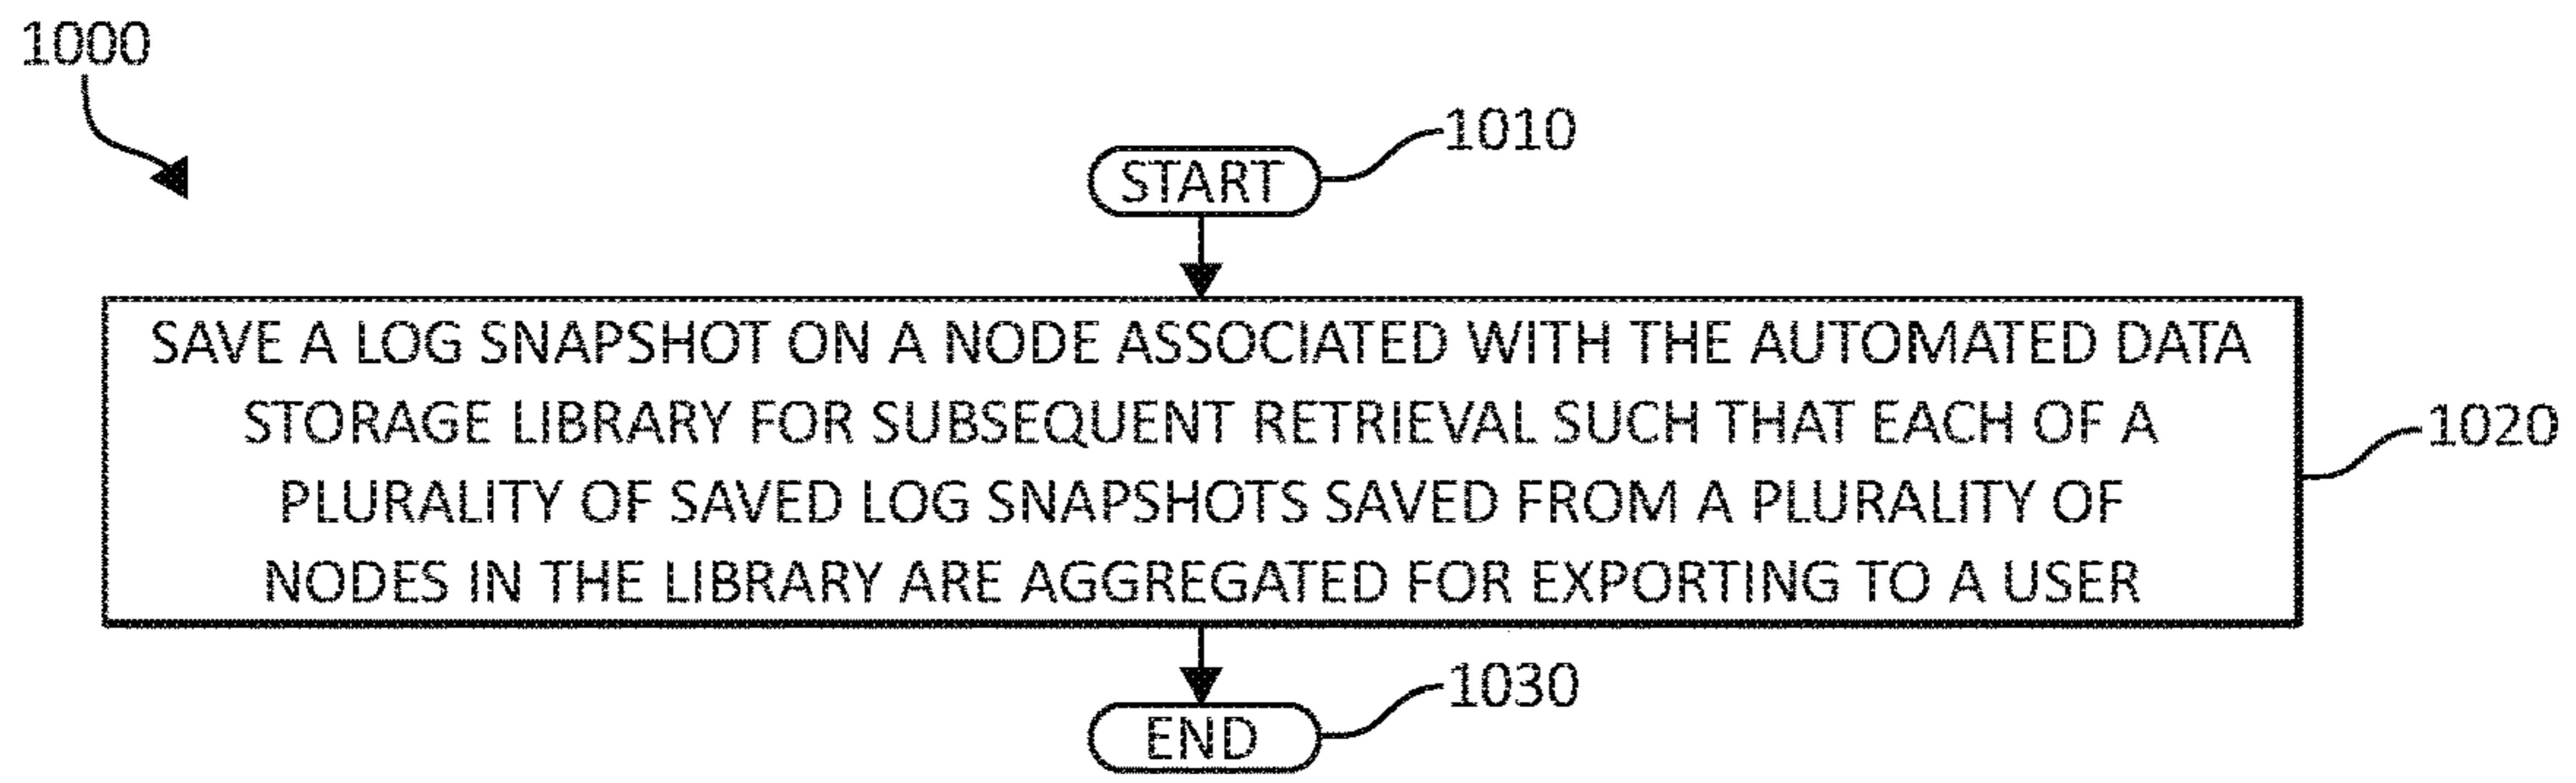 1000
START
1010
SAVE A LOG SNAPSHOT ON A NODE ASSOCIATED WITH THE AUTOMATED DATA
STORAGE LIBRARY FOR SUBSEQUENT RETRIEVAL SUCH THAT EACH OF A
PLURALITY OF SAVED LOG SNAPSHOTS SAVED FROM A PLURALITY OF
NODES IN THE LIBRARY ARE AGGREGATED FOR EXPORTING TO A USER
1020
END
1030